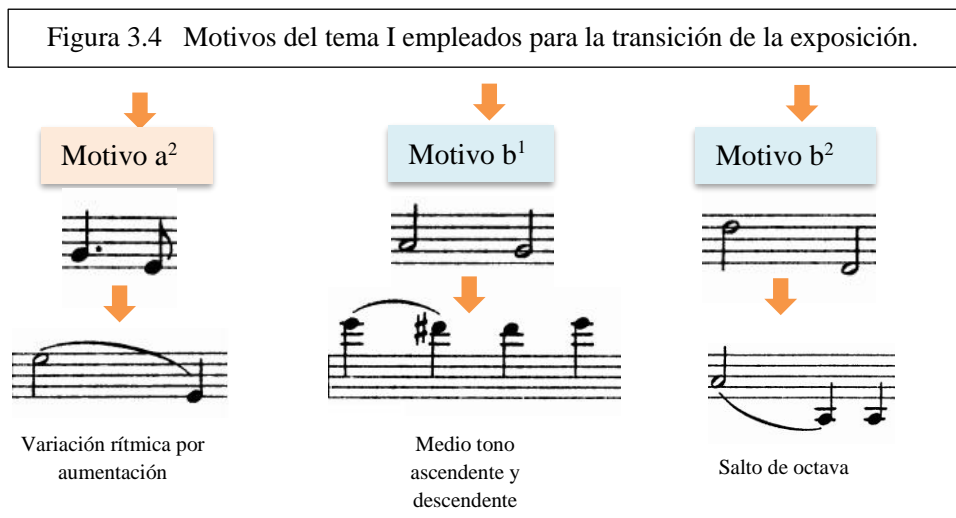 Figura 3.4 Motivos del tema I empleados para la transición de la exposición.
Motivo a²
Motivo b¹
Motivo b²
Variación rítmica por
aumentación
Medio tono
ascendente y
descendente
Salto de octava